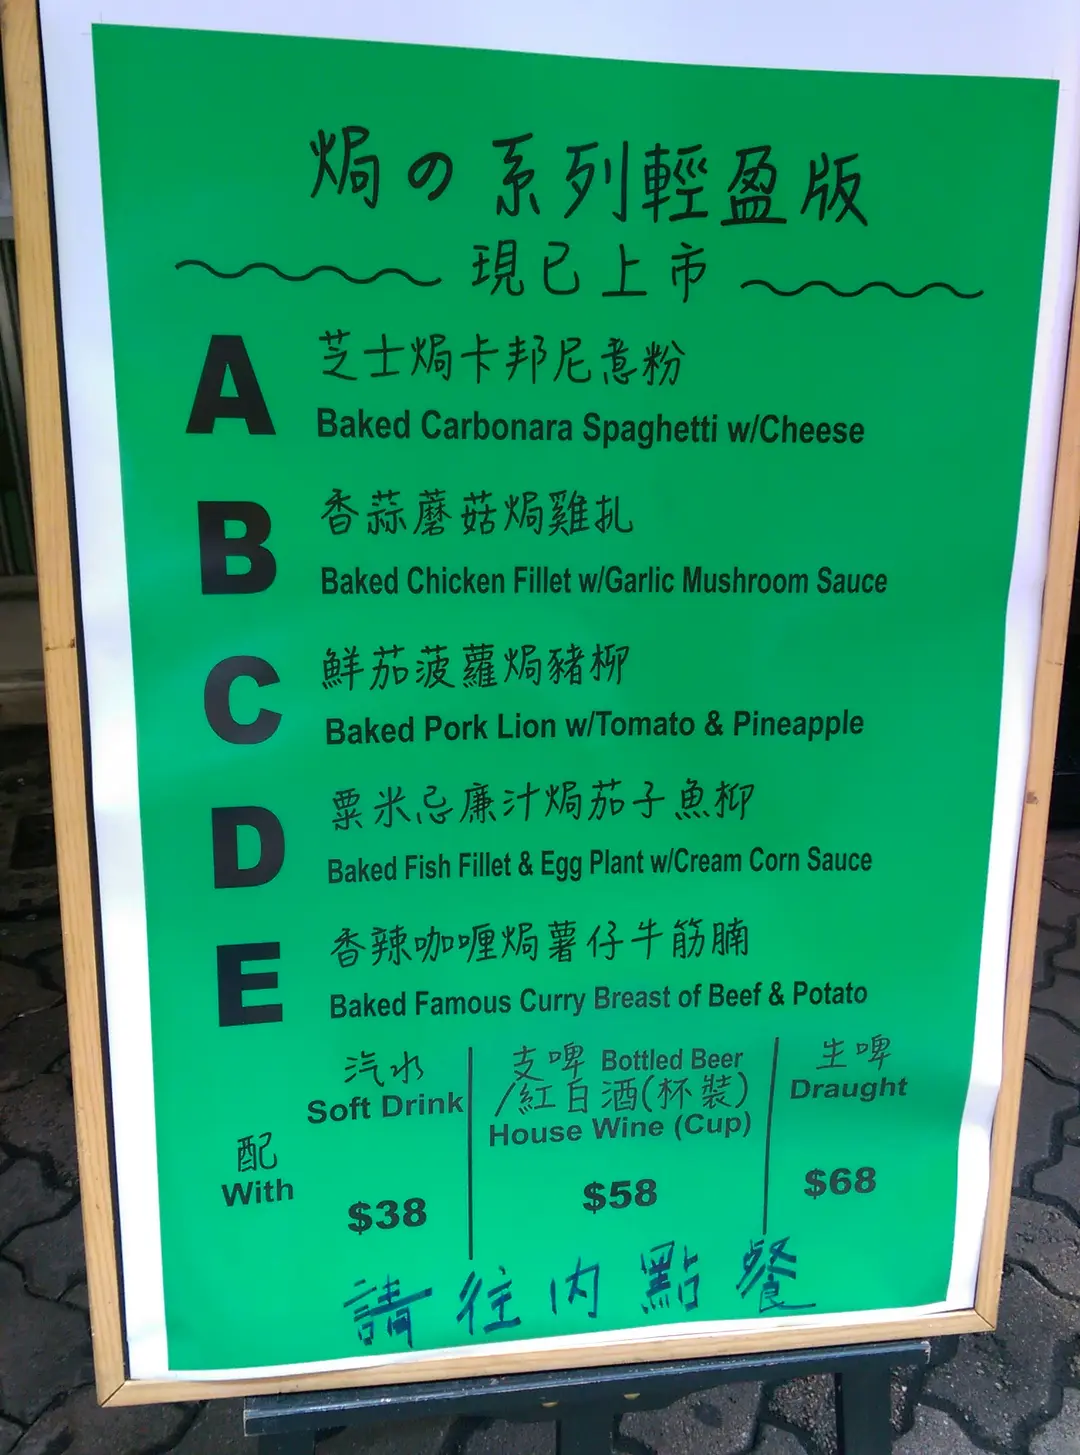 焗の系列輕盈版
現已上市
A
芝士焗卡邦尼意粉
Baked Carbonara Spaghetti w/Cheese
B
香蒜蘑菇焗雞扎
Baked Chicken Fillet w/Garlic Mushroom Sauce
C
鮮茄菠蘿焗豬柳
Baked Pork Lion w/Tomato & Pineapple
D
粟米忌廉汁焗茄子魚柳
Baked Fish Fillet & Egg Plant w/Cream Corn Sauce
E
香辣咖喱焗薯仔牛筋腩
Baked Famous Curry Breast of Beef & Potato
配
With
汽水
Soft Drink
$38
支啤 Bottled Beer
/紅白酒(杯裝)
House Wine (Cup)
$58
生啤
Draught
$68
請往内點餐